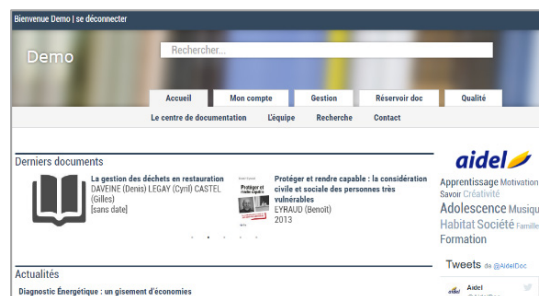 Bienvenue Demo | se déconnecter
Demo
Rechercher...
Accueil
Mon compte
Gestion
Réservoir doc
Qualité
Le centre de documentation
L'équipe
Recherche
Contact
Derniers documents
La gestion des déchets en restauration
DAVEINE (Denis) LEGAY (Cyril) CASTEL
(Gilles)
[sans date]
Protéger et rendre capable : la considération
civile et sociale des personnes très
vulnérables
EYRAUD (Benoit)
2013
aidel
Apprentissage Motivation
Savoir Créativité
Adolescence Musiqu
Habitat Société Famille
Formation
Tweets de @AidelDoc
Aidel
Actualités
Diagnostic Énergétique : un gisement d'économies